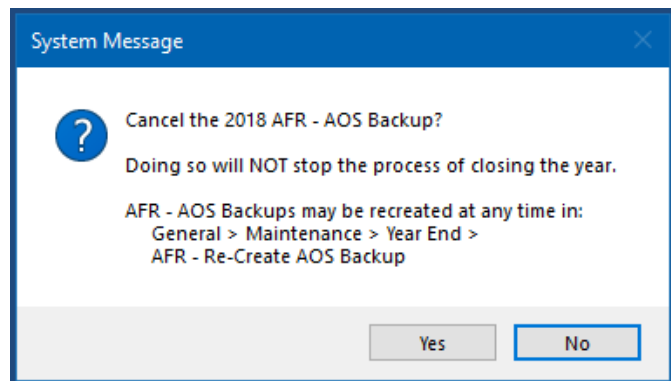 System Message
Cancel the 2018 AFR - AOS Backup?
Doing so will NOT stop the process of closing the year.
AFR - AOS Backups may be recreated at any time in:
General > Maintenance > Year End >
AFR - Re-Create AOS Backup
Yes No